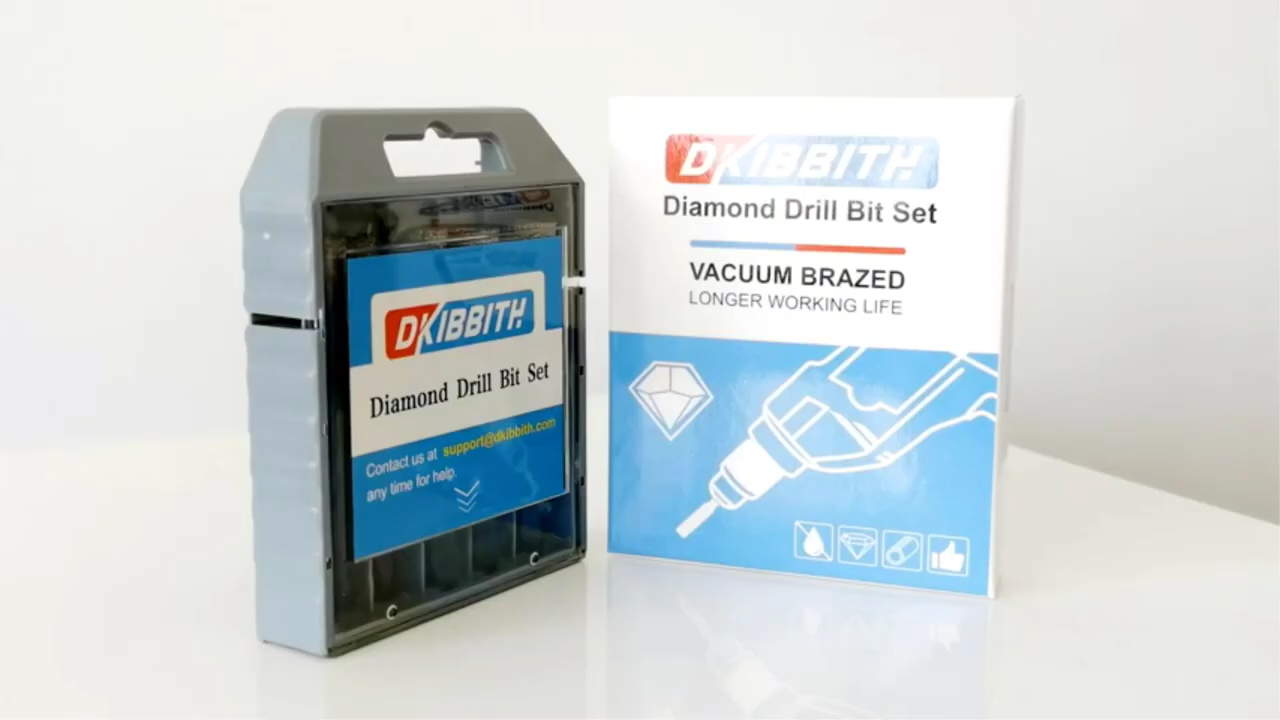 DKIBBITH
Diamond Drill Bit Set
Contact us at support@dkibbith.com
any time for help.
DKIBBITH
Diamond Drill Bit Set
VACUUM BRAZED
LONGER WORKING LIFE